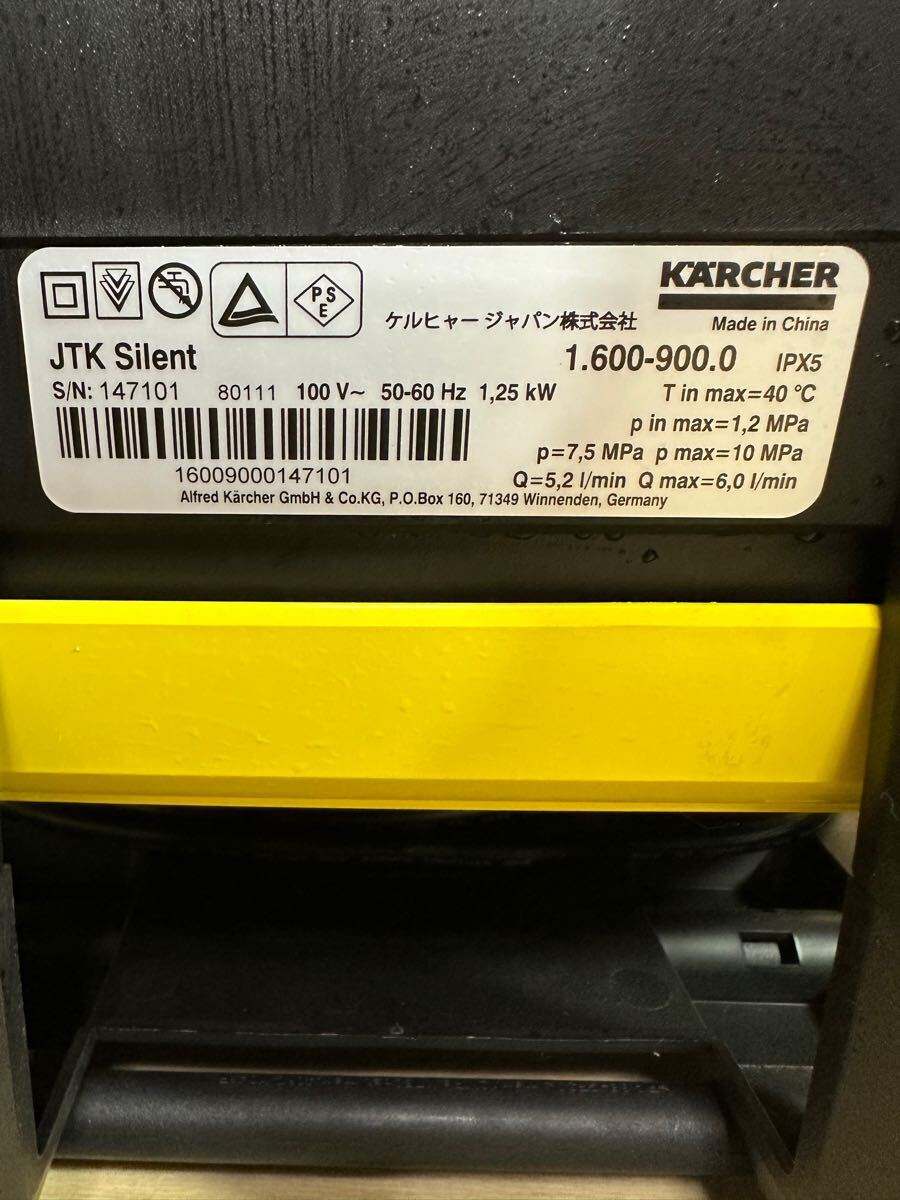 PS
E
ケルヒャー ジャパン株式会社
KÄRCHER
Made in China
JTK Silent
1.600-900.0 IPX5
S/N: 147101 80111 100 V~ 50-60 Hz 1,25 kW
T in max=40 °C
p in max=1,2 MPa
p=7,5 MPa p max=10 MPa
16009000147101
Q=5,2 l/min Q max=6,0 l/min
Alfred Kärcher GmbH & Co.KG, P.O.Box 160, 71349 Winnenden, Germany